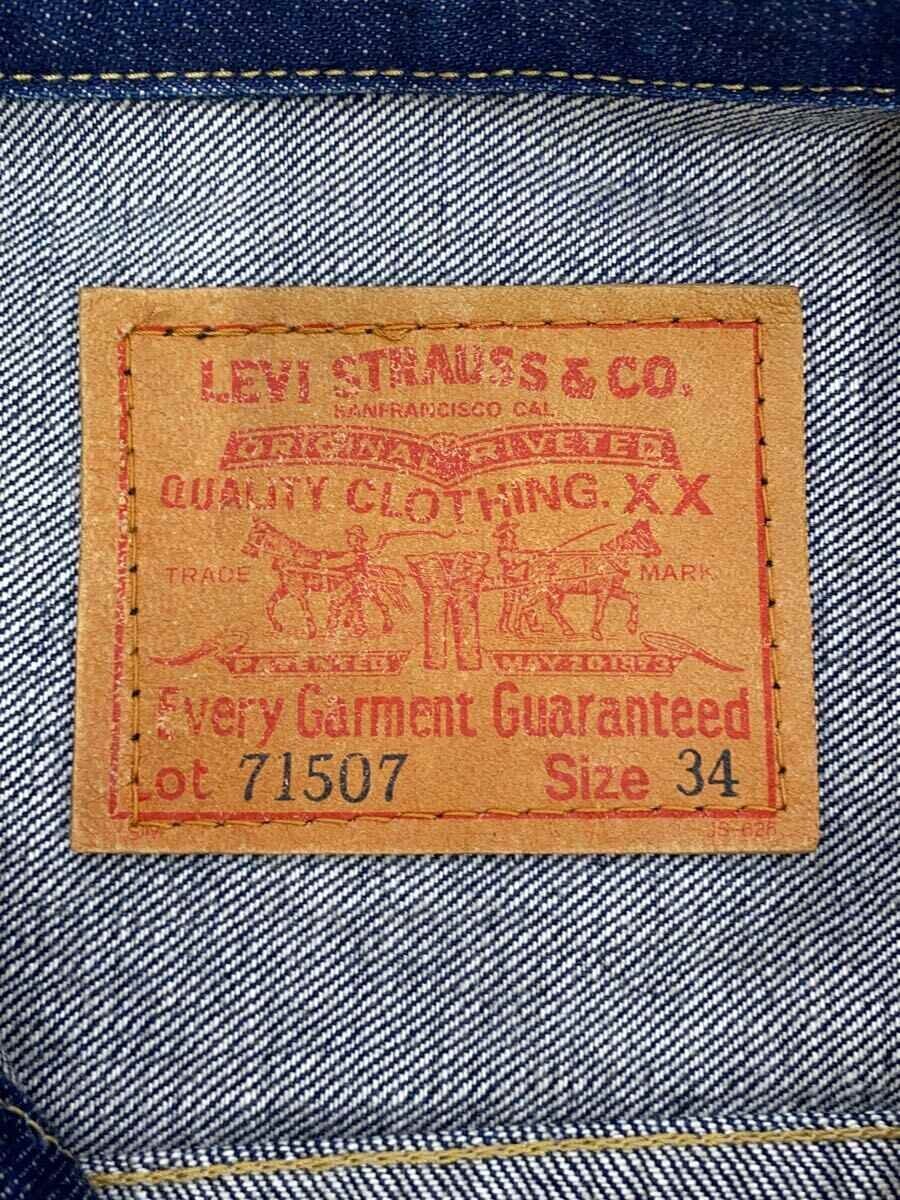 LEVI STRAUSS & CO.
SANFRANCISCO CAL.
ORIGINAL RIVETED
QUALITY CLOTHING. XX
TRADE MARK
PATENTED MAY 20 1873
Every Garment Guaranteed
Lot 71507 Size 34